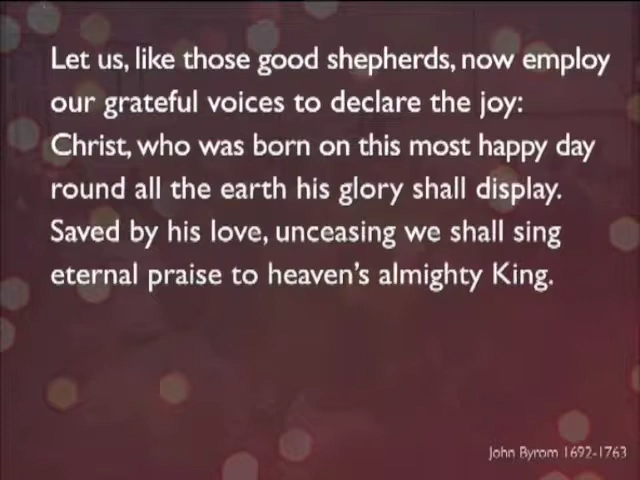 Let us, like those good shepherds, now employ
our grateful voices to declare the joy:
Christ, who was born on this most happy day
round all the earth his glory shall display.
Saved by his love, unceasing we shall sing
eternal praise to heaven's almighty King.
John Byrom 1692-1763